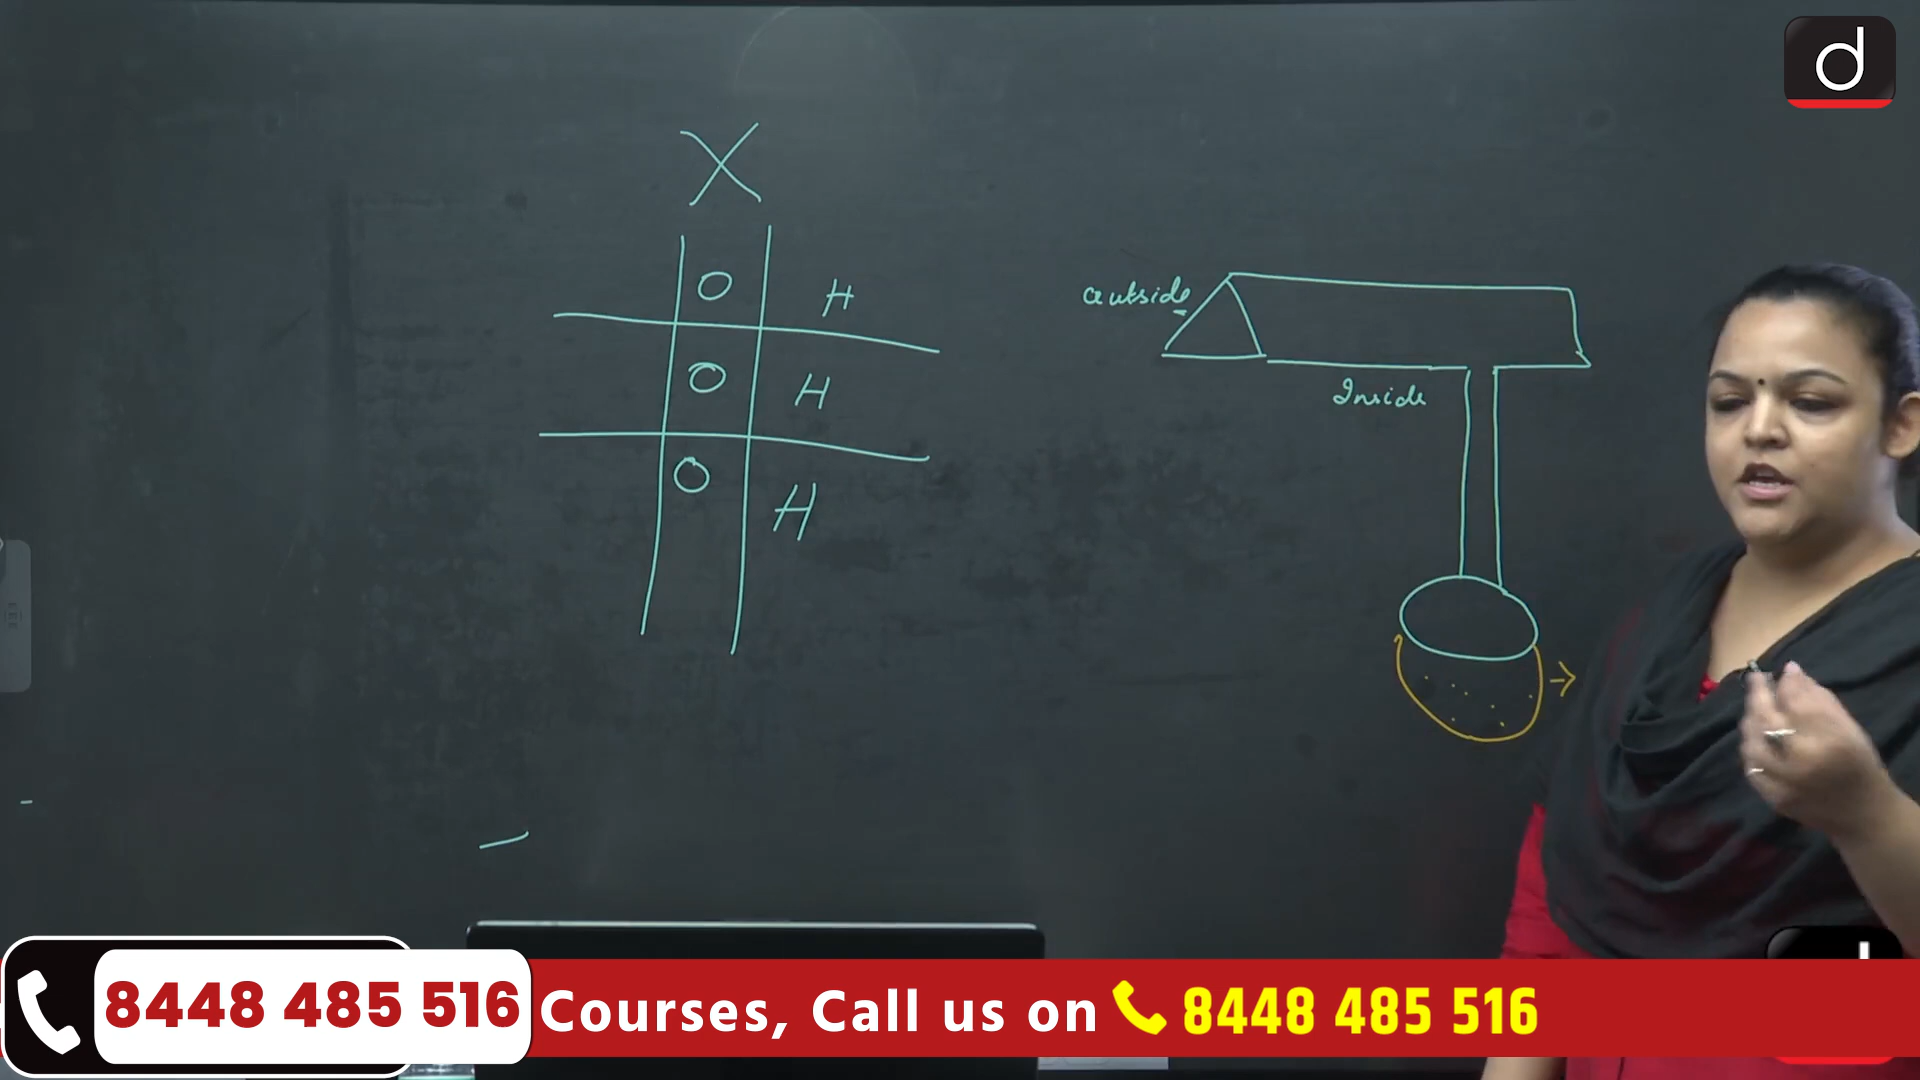 d
X
O H
O H
O H
Outside
Inside
8448 485 516
Courses, Call us on 8448 485 516